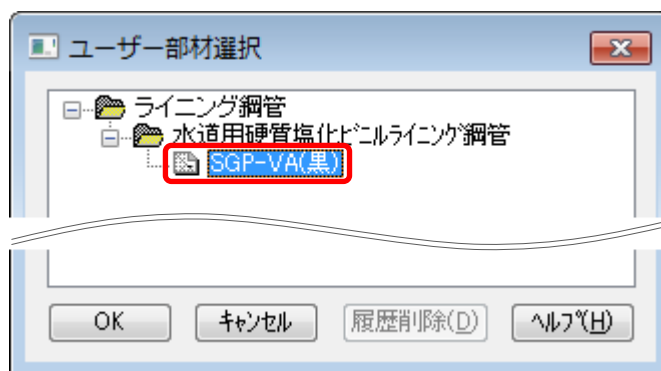 ユーザー部材選択
ライニング鋼管
水道用硬質塩化ﾋﾞﾆﾙﾗｲﾆﾝｸﾞ鋼管
SGP-VA(黒)
OK ｷｬﾝｾﾙ 履歴削除(D) ﾍﾙﾌﾟ(H)